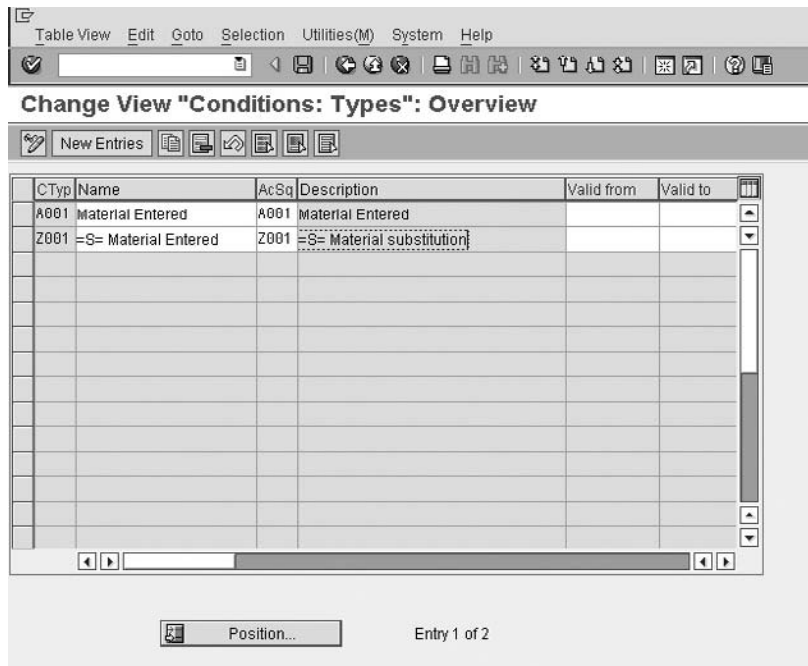 Table View Edit Goto Selection Utilities(M) System Help
Change View "Conditions: Types": Overview
New Entries
CTyp Name AcSq Description Valid from Valid to
A001 Material Entered A001 Material Entered
Z001 =S= Material Entered Z001 =S= Material substitution
Position... Entry 1 of 2